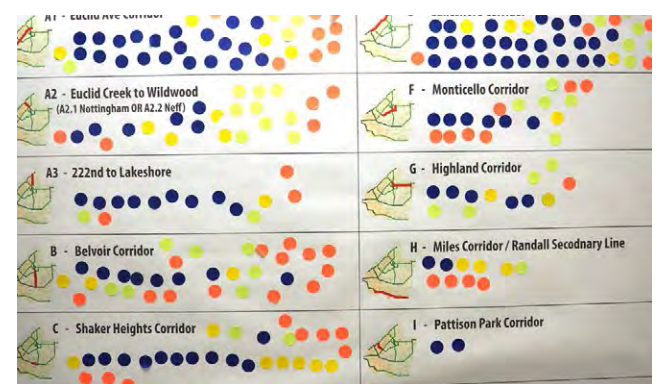 A1 - Euclid Ave Corridor
A2 - Euclid Creek to Wildwood
(A2.1 Nottingham OR A2.2 Neff)
A3 - 222nd to Lakeshore
B - Belvoir Corridor
C - Shaker Heights Corridor
Corridor
F - Monticello Corridor
G - Highland Corridor
H - Miles Corridor / Randall Secodnary Line
I - Pattison Park Corridor